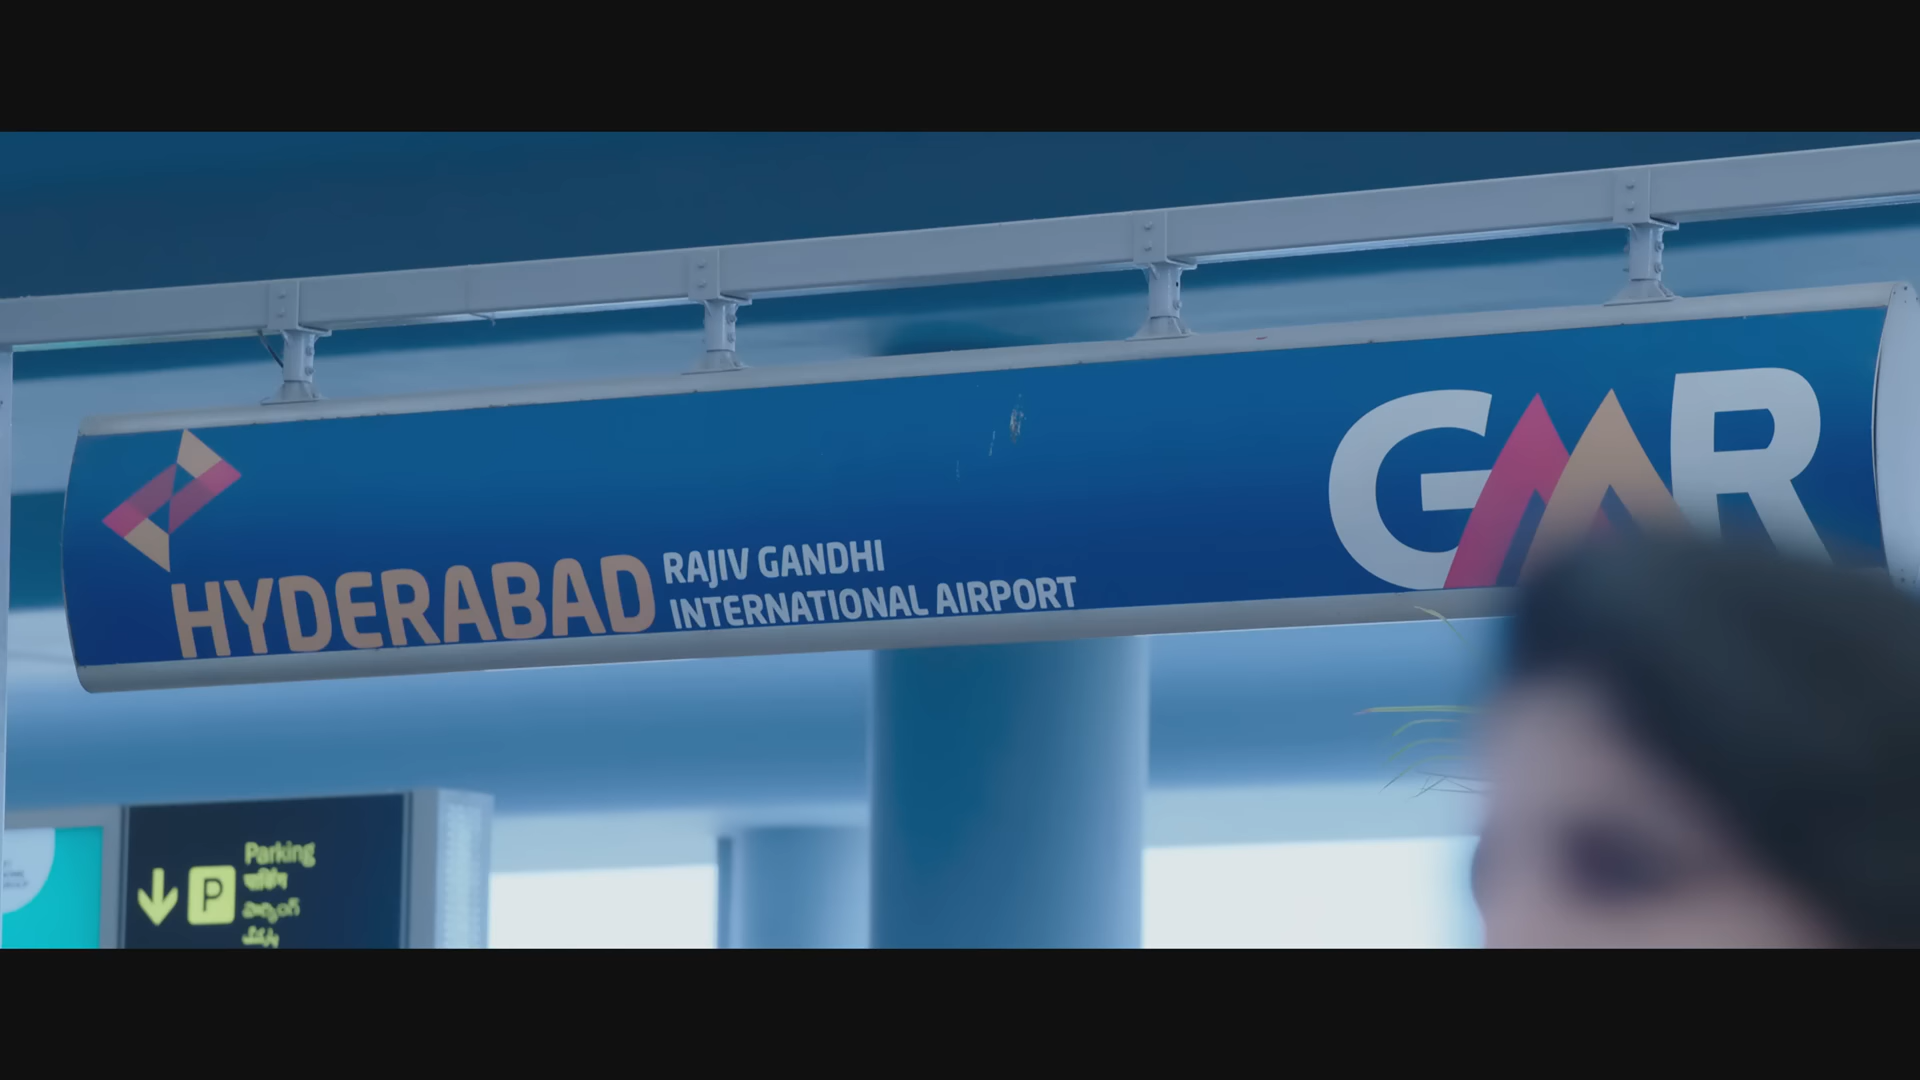 HYDERABAD
RAJIV GANDHI
INTERNATIONAL AIRPORT
GMR
Parking
पार्किंग
పార్కింగ్
P